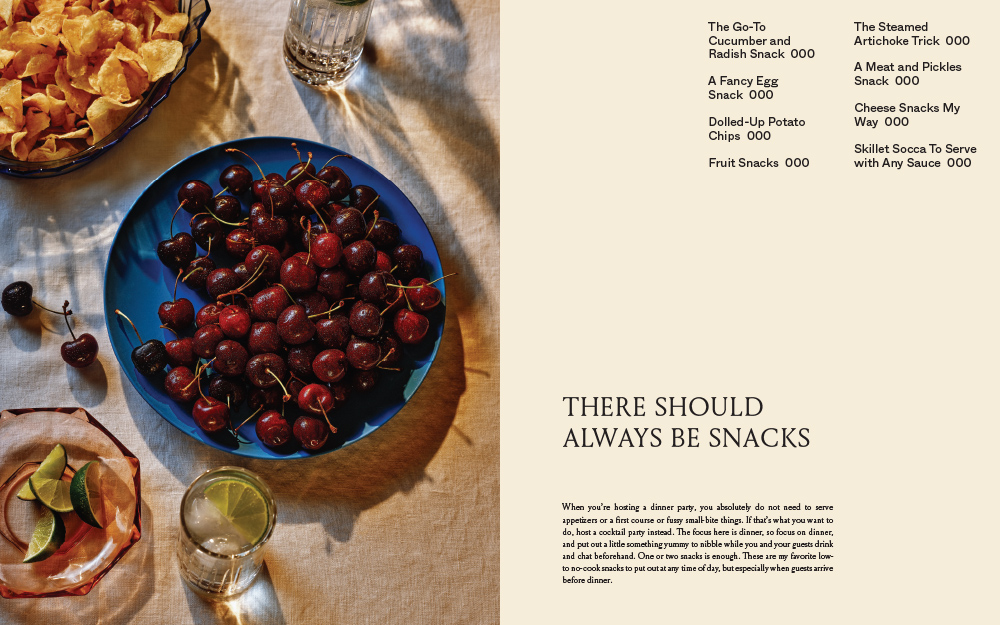 The Go-To
Cucumber and
Radish Snack 000
A Fancy Egg
Snack 000
Dolled-Up Potato
Chips 000
Fruit Snacks 000
The Steamed
Artichoke Trick 000
A Meat and Pickles
Snack 000
Cheese Snacks My
Way 000
Skillet Socca To Serve
with Any Sauce 000
THERE SHOULD
ALWAYS BE SNACKS
When you're hosting a dinner party, you absolutely do not need to serve
appetizers or a first course or fussy small-bite things. If that's what you want to
do, host a cocktail party instead. The focus here is dinner, so focus on dinner,
and put out a little something yummy to nibble while you and your guests drink
and chat beforehand. One or two snacks is enough. These are my favorite low-
to no-cook snacks to put out at any time of day, but especially when guests arrive
before dinner.